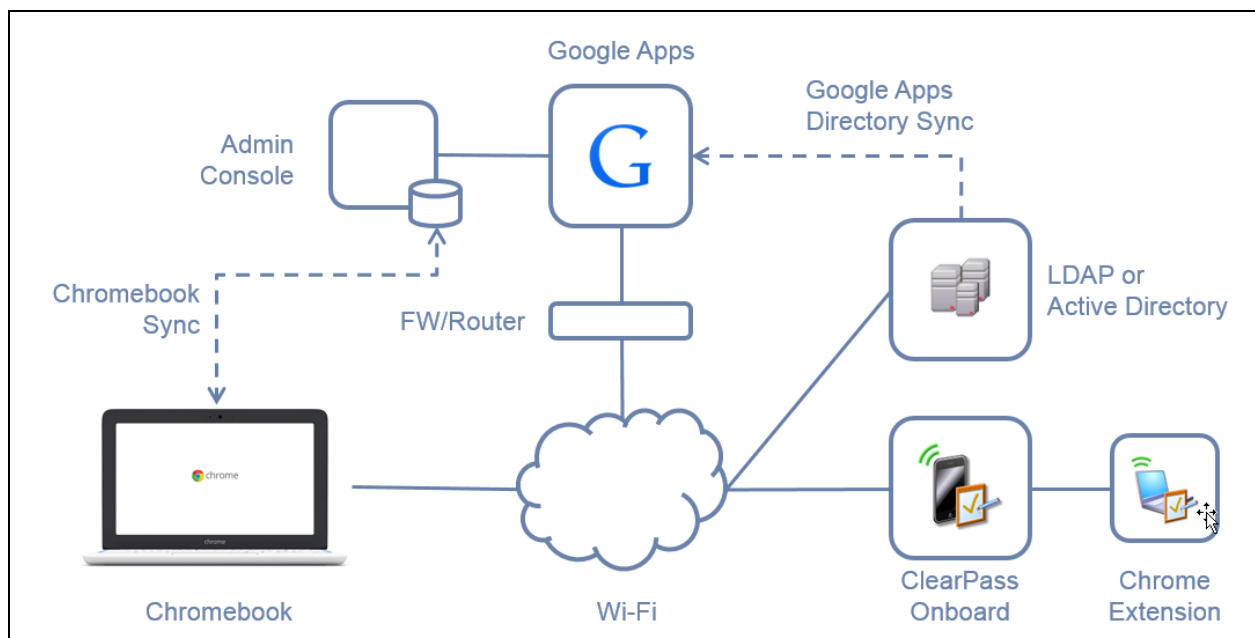 Google Apps
Google Apps
Directory Sync
Admin
Console
G
LDAP or
Active Directory
Chromebook
Sync
FW/Router
chrome
chrome
Chromebook
Wi-Fi
ClearPass
Onboard
Chrome
Extension